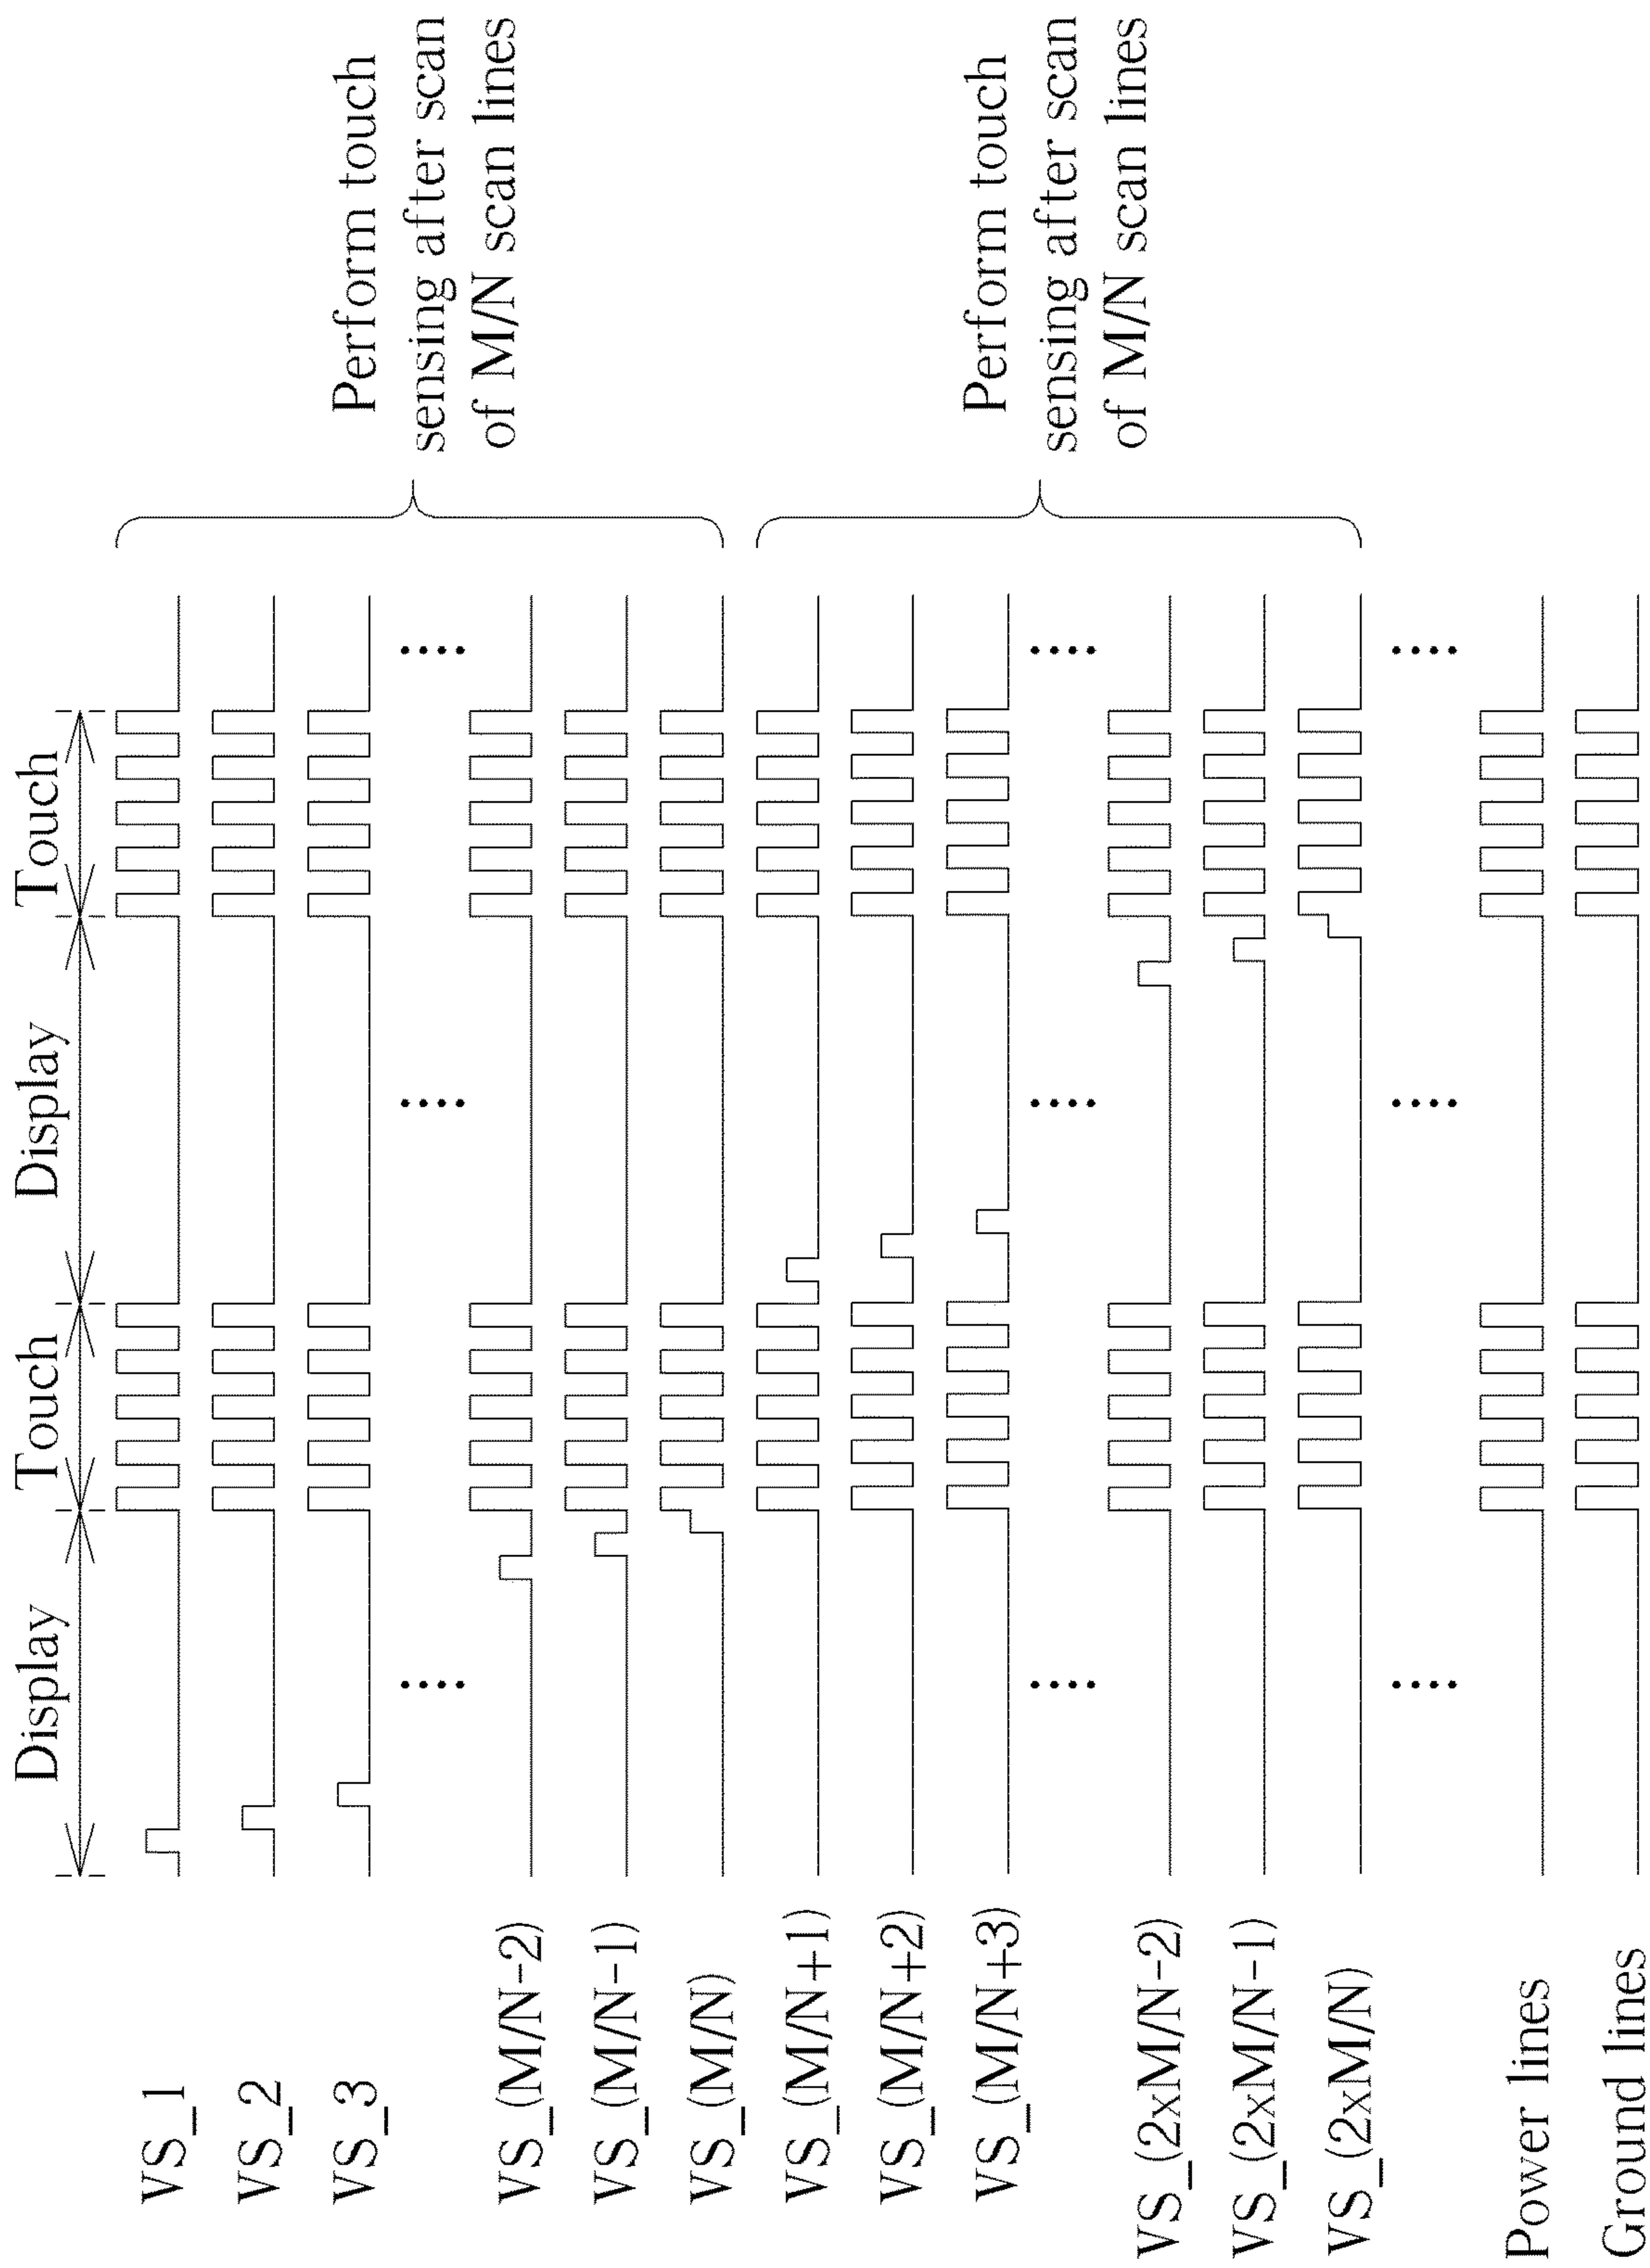 Display
Touch
Display
Touch
VS_1
VS_2
VS_3
VS_(M/N-2)
VS_(M/N-1)
VS_(M/N)
VS_(M/N+1)
VS_(M/N+2)
VS_(M/N+3)
VS_(2xM/N-2)
VS_(2xM/N-1)
VS_(2xM/N)
Power lines
Ground lines
Perform touch
sensing after scan
of M/N scan lines
Perform touch
sensing after scan
of M/N scan lines